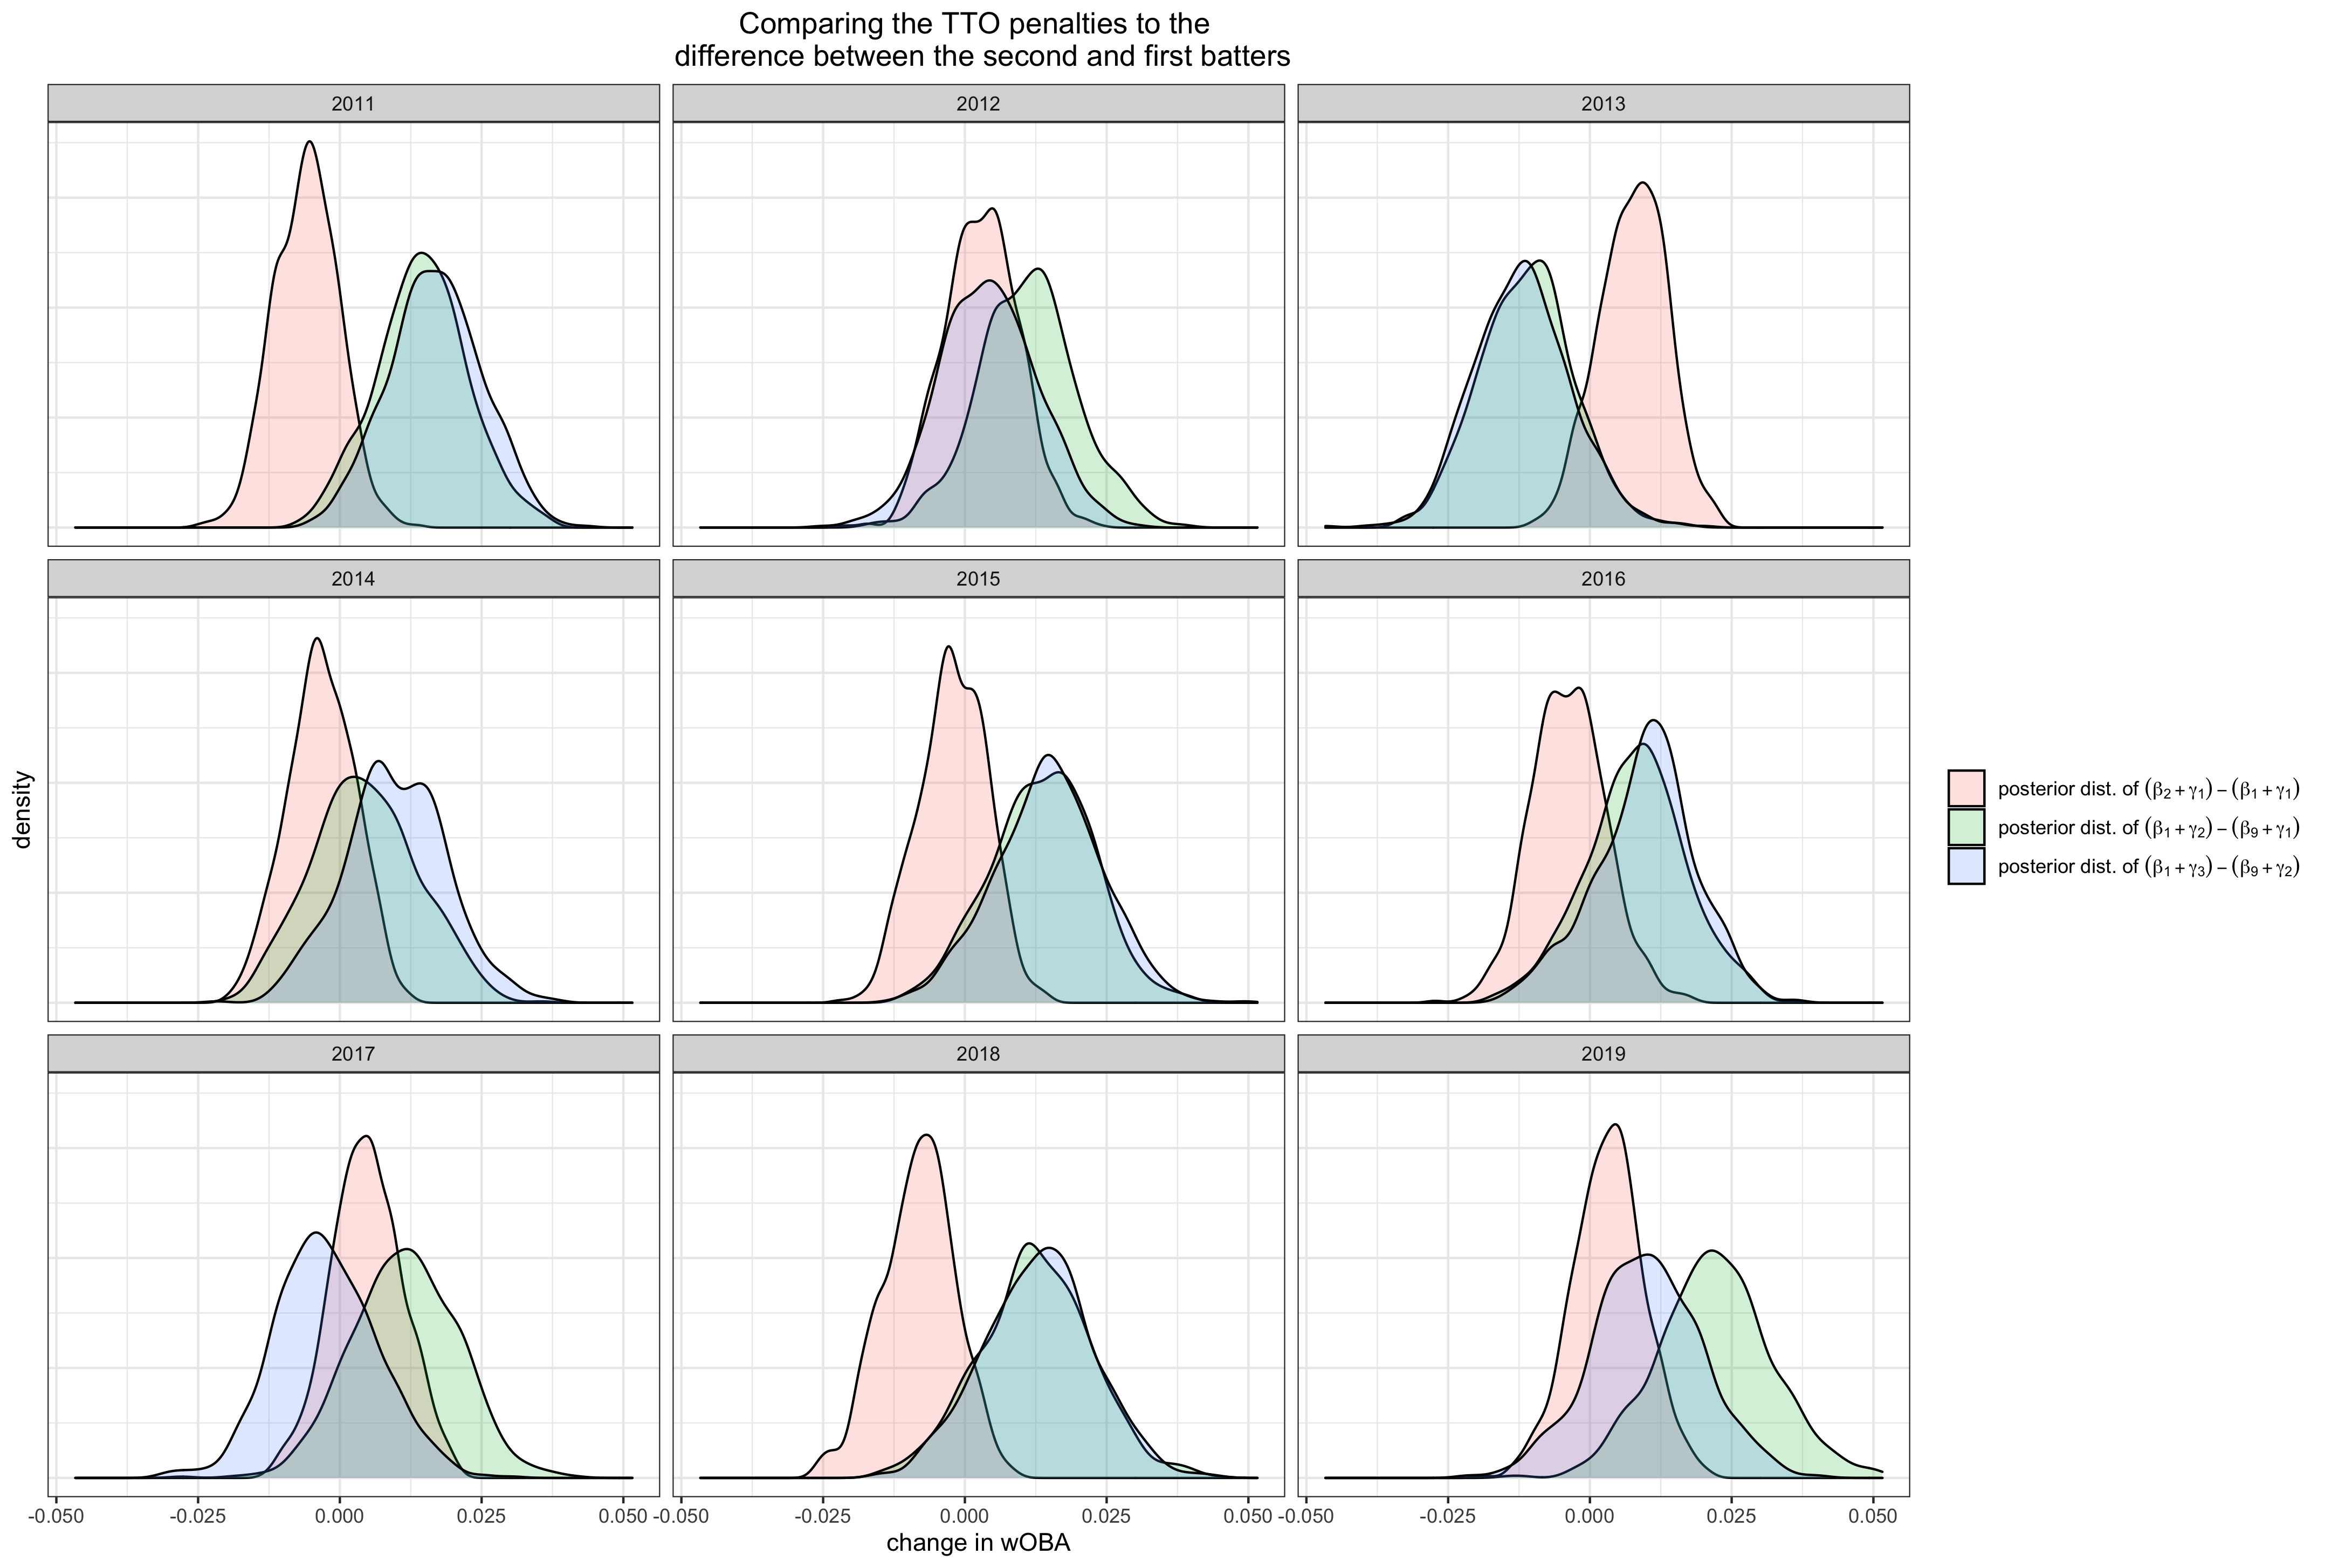 Comparing the TTO penalties to the
difference between the second and first batters
2011
2012
2013
2014
2015
2016
2017
2018
2019
density
-0.050 -0.025 0.000 0.025 0.050
-0.050 -0.025 0.000 0.025 0.050
-0.050 -0.025 0.000 0.025 0.050
change in wOBA
posterior dist. of (β₂ + γ₁) − (β₁ + γ₁)
posterior dist. of (β₁ + γ₂) − (β₉ + γ₁)
posterior dist. of (β₁ + γ₃) − (β₉ + γ₂)